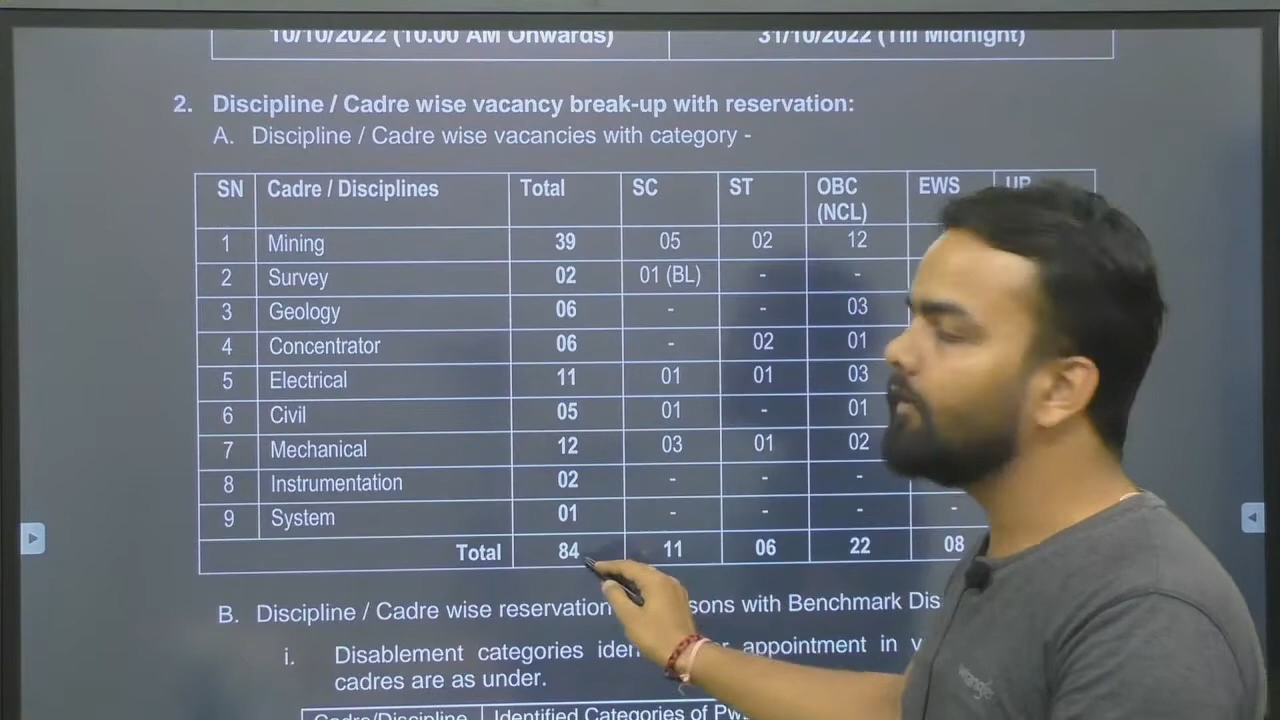 10/10/2022 (10.00 AM Onwards) 31/10/2022 (Till Midnight)
2. Discipline / Cadre wise vacancy break-up with reservation:
A. Discipline / Cadre wise vacancies with category -
SN Cadre / Disciplines Total SC ST OBC (NCL) EWS UR
1 Mining 39 05 02 12
2 Survey 02 01 (BL) - -
3 Geology 06 - - 03
4 Concentrator 06 - 02 01
5 Electrical 11 01 01 03
6 Civil 05 01 - 01
7 Mechanical 12 03 01 02
8 Instrumentation 02 - - -
9 System 01 - - - -
Total 84 11 06 22 08
B. Discipline / Cadre wise reservation sons with Benchmark Dis
i. Disablement categories iden appointment in v
cadres are as under.
Cadre/Discipline Identified Categories of Pw
wrangler